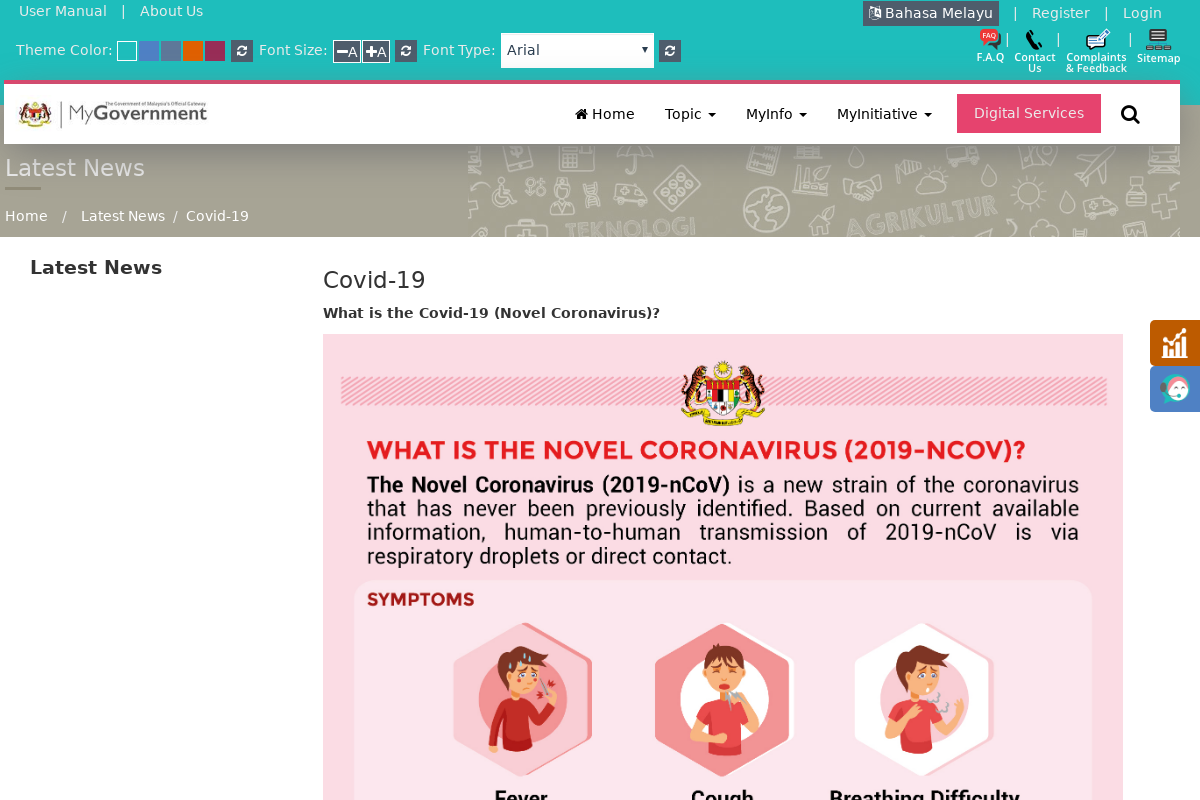 User Manual | About Us
Bahasa Melayu | Register | Login
Theme Color: Font Size: -A +A Font Type: Arial
FAQ
F.A.Q | Contact Us | Complaints & Feedback | Sitemap
The Government of Malaysia's Official Gateway
MyGovernment
Home Topic MyInfo MyInitiative Digital Services
Latest News
Home / Latest News / Covid-19
TEKNOLOGI
AGRIKULTUR
Latest News
Covid-19
What is the Covid-19 (Novel Coronavirus)?
WHAT IS THE NOVEL CORONAVIRUS (2019-NCOV)?
The Novel Coronavirus (2019-nCoV) is a new strain of the coronavirus
that has never been previously identified. Based on current available
information, human-to-human transmission of 2019-nCoV is via
respiratory droplets or direct contact.
SYMPTOMS
Fever Cough Breathing Difficulty